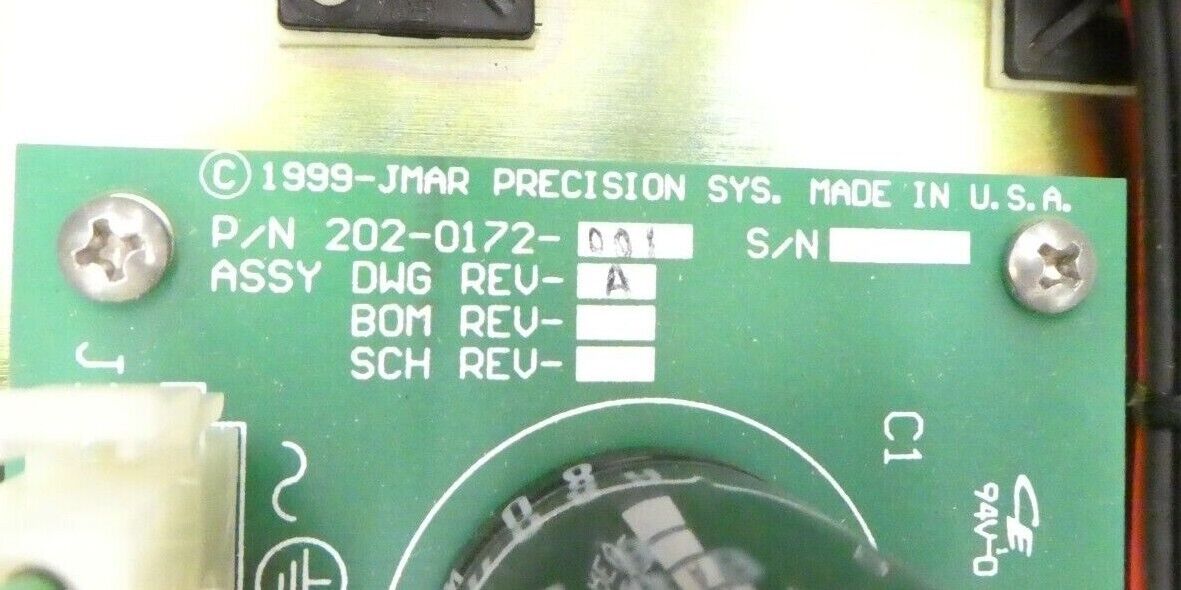 © 1999-JMAR PRECISION SYS. MADE IN U.S.A.
P/N 202-0172-001 S/N
ASSY DWG REV-A
BOM REV-
SCH REV-
J
C1
94V-0